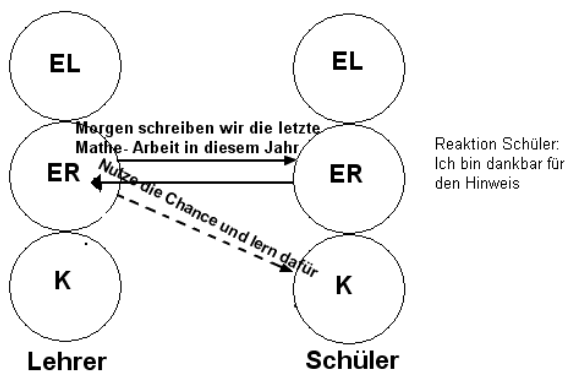 EL
EL
Morgen schreiben wir die letzte
Mathe- Arbeit in diesem Jahr
ER
ER
Reaktion Schüler:
Ich bin dankbar für
den Hinweis
Nutze die Chance und lern dafür
K
K
Lehrer
Schüler